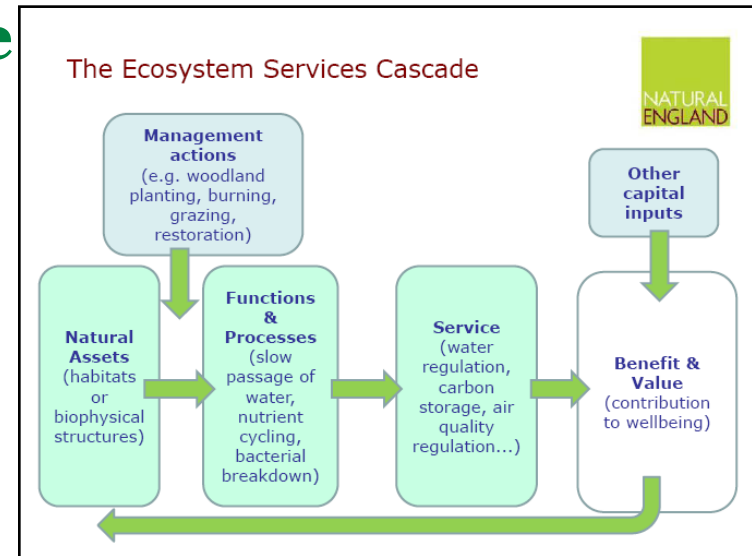 e
The Ecosystem Services Cascade
NATURAL
ENGLAND
Management
actions
(e.g. woodland
planting, burning,
grazing,
restoration)
Other
capital
inputs
Natural
Assets
(habitats
or
biophysical
structures)
Functions
&
Processes
(slow
passage of
water,
nutrient
cycling,
bacterial
breakdown)
Service
(water
regulation,
carbon
storage, air
quality
regulation...)
Benefit &
Value
(contribution
to wellbeing)